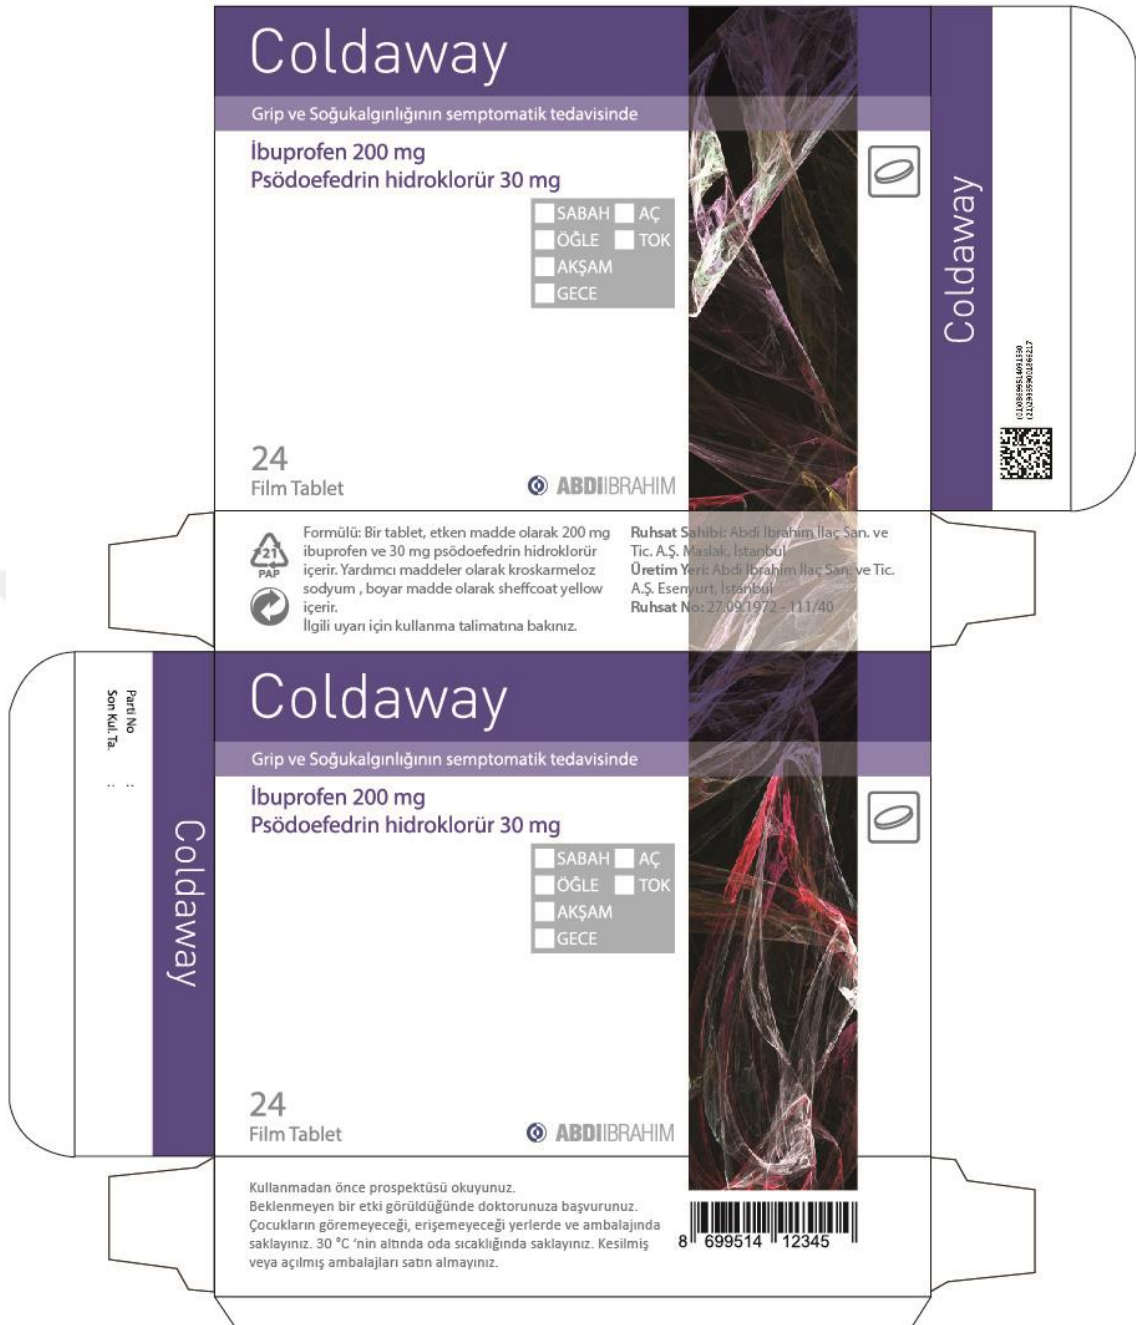 Coldaway
Grip ve Soğukalgınlığının semptomatik tedavisinde
İbuprofen 200 mg
Psödoefedrin hidroklorür 30 mg
SABAH AÇ
ÖĞLE TOK
AKŞAM
GECE
24
Film Tablet
ABDIIBRAHIM
Coldaway
21
PAP
Formülü: Bir tablet, etken madde olarak 200 mg
ibuprofen ve 30 mg psödoefedrin hidroklorür
içerir. Yardımcı maddeler olarak kroskarmeloz
sodyum , boyar madde olarak sheffcoat yellow
içerir.
İlgili uyarı için kullanma talimatına bakınız.
Ruhsat Sahibi: Abdi İbrahim İlaç San. ve
Tic. A.Ş. Maslak, İstanbul
Üretim Yeri: Abdi İbrahim İlaç San. ve Tic.
A.Ş. Esenyurt, İstanbul
Ruhsat No: 27.09.1972 - 111/40
Parti No :
Son Kul. Ta. :
Coldaway
Coldaway
Grip ve Soğukalgınlığının semptomatik tedavisinde
İbuprofen 200 mg
Psödoefedrin hidroklorür 30 mg
SABAH AÇ
ÖĞLE TOK
AKŞAM
GECE
24
Film Tablet
ABDIIBRAHIM
Kullanmadan önce prospektüsü okuyunuz.
Beklenmeyen bir etki görüldüğünde doktorunuza başvurunuz.
Çocukların göremeyeceği, erişemeyeceği yerlerde ve ambalajında
saklayınız. 30 °C ‘nin altında oda sıcaklığında saklayınız. Kesilmiş
veya açılmış ambalajları satın almayınız.
8 699514 12345